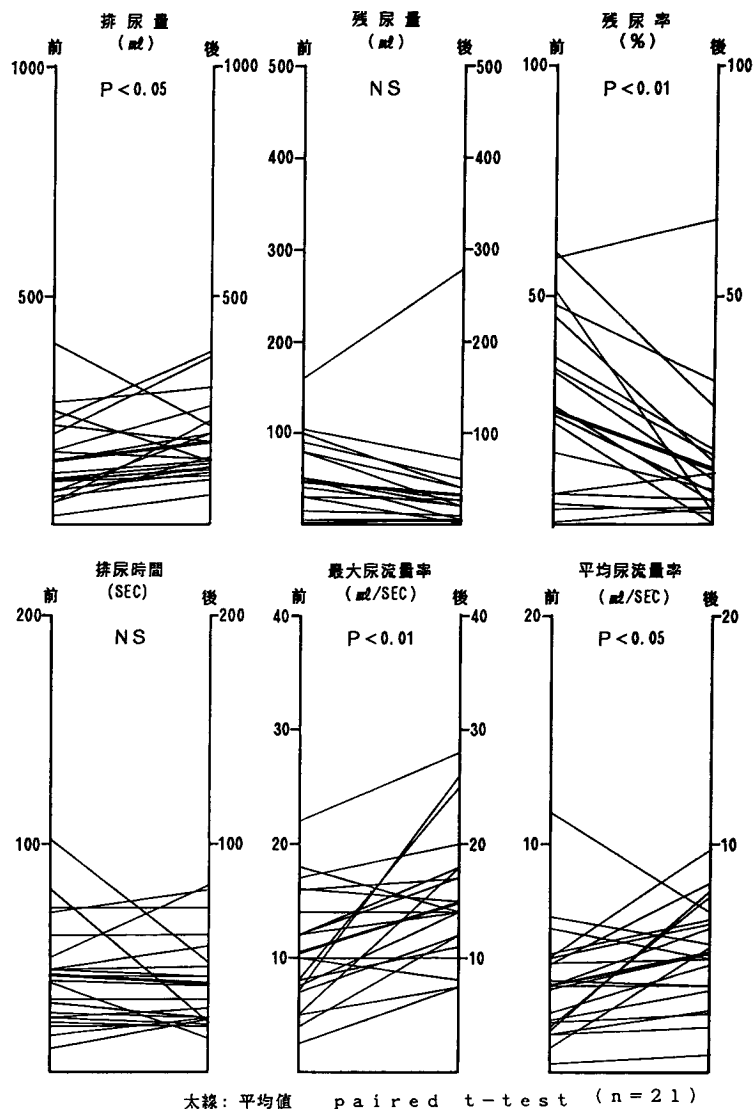 排尿量
(ml)
前 後
1000 1000
P<0.05
500 500
残尿量
(ml)
前 後
500 500
NS
400 400
300 300
200 200
100 100
残尿率
(%)
前 後
100 100
P<0.01
50 50
排尿時間
(SEC)
前 後
200 200
NS
100 100
最大尿流量率
(ml/SEC)
前 後
40 40
P<0.01
30 30
20 20
10 10
平均尿流量率
(ml/SEC)
前 後
20 20
P<0.05
10 10
太線: 平均値 paired t-test (n=21)